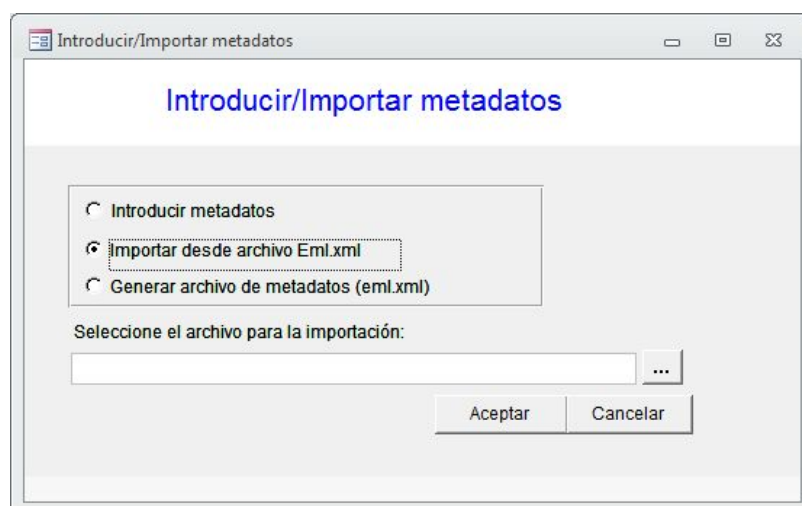 Introducir/Importar metadatos
Introducir/Importar metadatos
Introducir metadatos
Importar desde archivo Eml.xml
Generar archivo de metadatos (eml.xml)
Seleccione el archivo para la importación:
...
Aceptar Cancelar